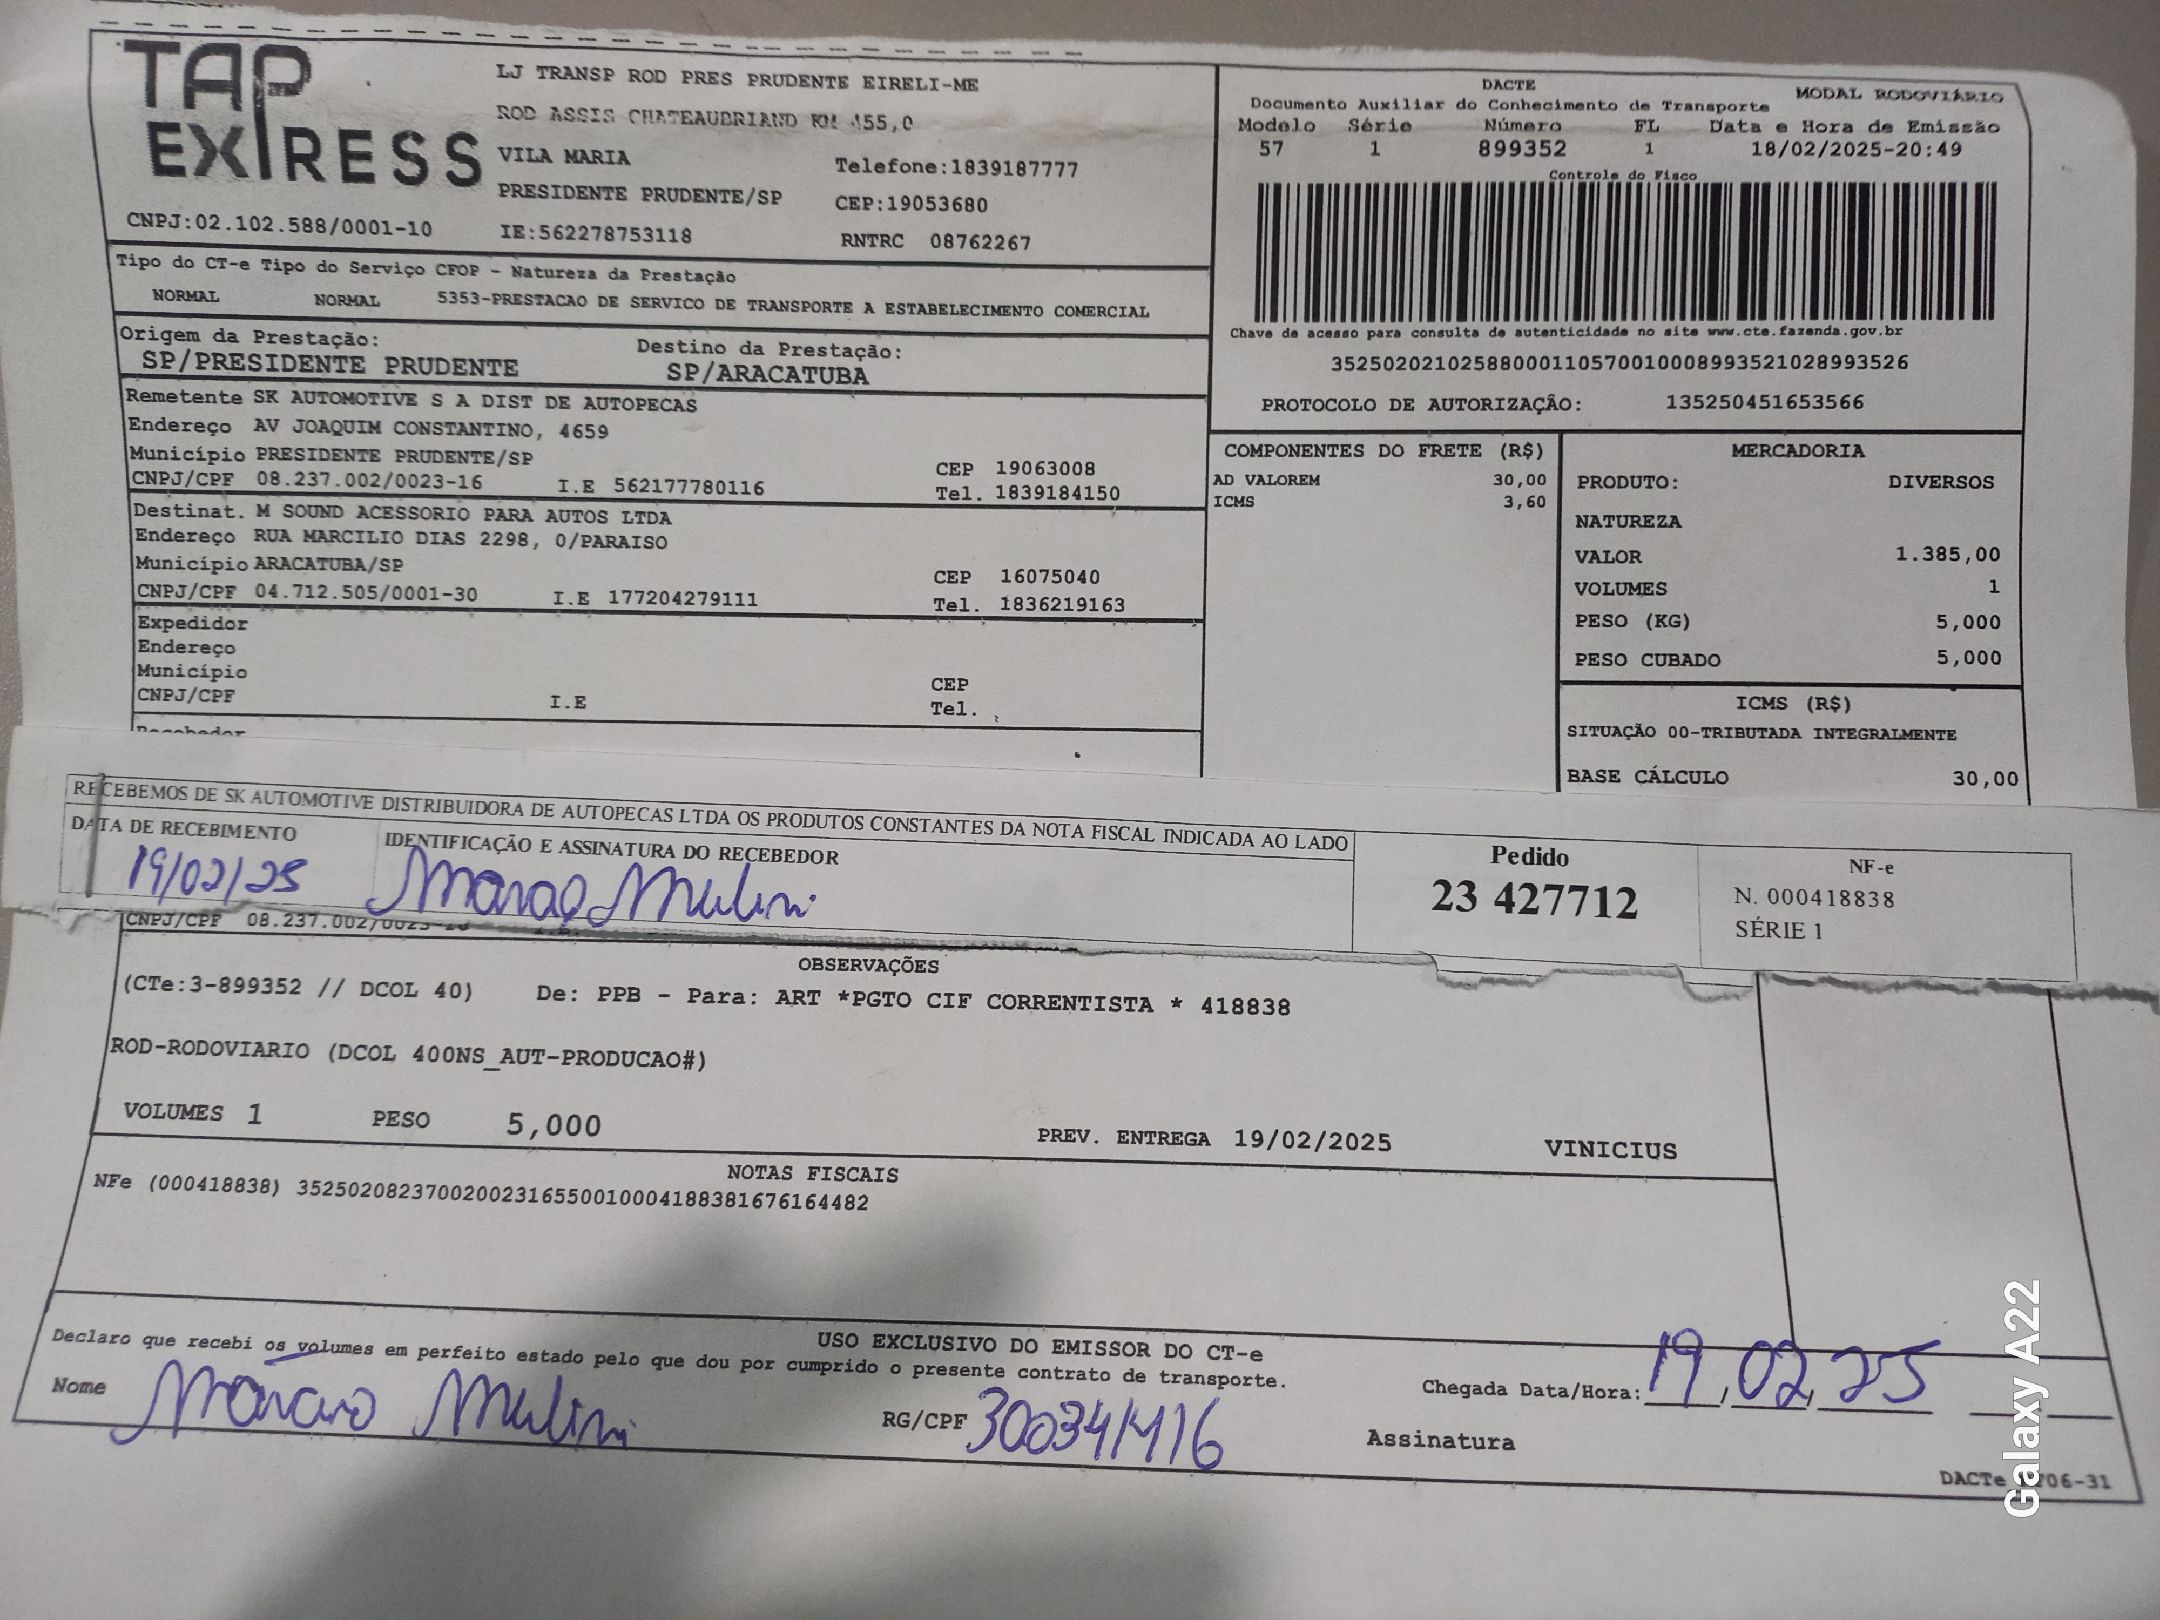 TAP
EXPRESS
LJ TRANSP ROD PRES PRUDENTE EIRELI-ME
ROD ASSIS CHATEAUBRIAND KM 455,0
VILA MARIA Telefone:1839187777
PRESIDENTE PRUDENTE/SP CEP:19053680
CNPJ:02.102.588/0001-10 IE:562278753118 RNTRC 08762267
DACTE MODAL RODOVIÁRIO
Documento Auxiliar do Conhecimento de Transporte
Modelo Série Número FL Data e Hora de Emissão
57 1 899352 1 18/02/2025-20:49
Controle do Fisco
Chave de acesso para consulta de autenticidade no site www.cte.fazenda.gov.br
35250202102588000110570010008993521028993526
PROTOCOLO DE AUTORIZAÇÃO: 135250451653566
Tipo do CT-e Tipo do Serviço CFOP - Natureza da Prestação
NORMAL NORMAL 5353-PRESTACAO DE SERVICO DE TRANSPORTE A ESTABELECIMENTO COMERCIAL
Origem da Prestação: Destino da Prestação:
SP/PRESIDENTE PRUDENTE SP/ARACATUBA
Remetente SK AUTOMOTIVE S A DIST DE AUTOPECAS
Endereço AV JOAQUIM CONSTANTINO, 4659
Município PRESIDENTE PRUDENTE/SP CEP 19063008
CNPJ/CPF 08.237.002/0023-16 I.E 562177780116 Tel. 1839184150
Destinat. M SOUND ACESSORIO PARA AUTOS LTDA
Endereço RUA MARCILIO DIAS 2298, 0/PARAISO
Município ARACATUBA/SP CEP 16075040
CNPJ/CPF 04.712.505/0001-30 I.E 177204279111 Tel. 1836219163
Expedidor
Endereço
Município CEP
CNPJ/CPF I.E Tel.
Recebedor
COMPONENTES DO FRETE (R$)
AD VALOREM 30,00
ICMS 3,60
MERCADORIA
PRODUTO: DIVERSOS
NATUREZA
VALOR 1.385,00
VOLUMES 1
PESO (KG) 5,000
PESO CUBADO 5,000
ICMS (R$)
SITUAÇÃO 00-TRIBUTADA INTEGRALMENTE
BASE CÁLCULO 30,00
RECEBEMOS DE SK AUTOMOTIVE DISTRIBUIDORA DE AUTOPECAS LTDA OS PRODUTOS CONSTANTES DA NOTA FISCAL INDICADA AO LADO
DATA DE RECEBIMENTO IDENTIFICAÇÃO E ASSINATURA DO RECEBEDOR
19/02/25
Pedido
23 427712
NF-e
N. 000418838
SÉRIE 1
CNPJ/CPF 08.237.002/0023-16
OBSERVAÇÕES
(CTe:3-899352 // DCOL 40) De: PPB - Para: ART *PGTO CIF CORRENTISTA * 418838
ROD-RODOVIARIO (DCOL 400NS_AUT-PRODUCAO#)
VOLUMES 1 PESO 5,000 PREV. ENTREGA 19/02/2025 VINICIUS
NOTAS FISCAIS
NFe (000418838) 35250208237002002316550010004188381676164482
USO EXCLUSIVO DO EMISSOR DO CT-e
Declaro que recebi os volumes em perfeito estado pelo que dou por cumprido o presente contrato de transporte.
Nome RG/CPF Chegada Data/Hora: 19,02,25
Assinatura
Galaxy A22